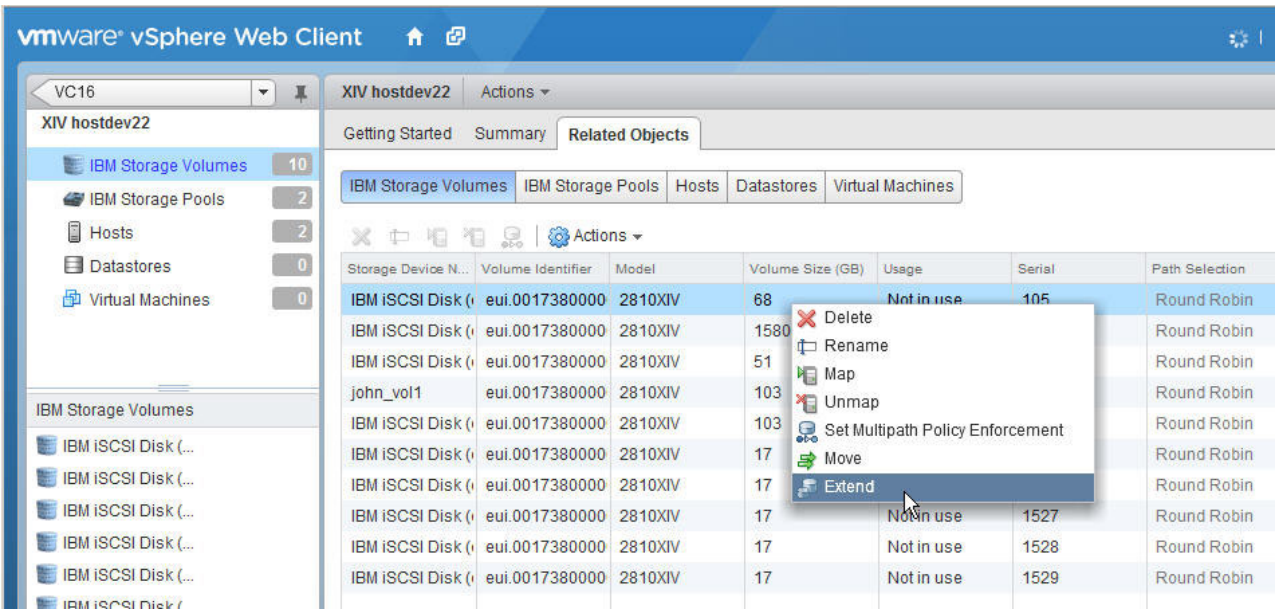 vmware® vSphere Web Client
VC16
XIV hostdev22
IBM Storage Volumes 10
IBM Storage Pools 2
Hosts 2
Datastores 0
Virtual Machines 0
IBM Storage Volumes
IBM iSCSI Disk (...
IBM iSCSI Disk (...
IBM iSCSI Disk (...
IBM iSCSI Disk (...
IBM iSCSI Disk (...
IBM iSCSI Disk (
XIV hostdev22 Actions
Getting Started Summary Related Objects
IBM Storage Volumes IBM Storage Pools Hosts Datastores Virtual Machines
Actions
Storage Device N... Volume Identifier Model Volume Size (GB) Usage Serial Path Selection
IBM iSCSI Disk ( eui.0017380000 2810XIV 68 Not in use 105 Round Robin
IBM iSCSI Disk ( eui.0017380000 2810XIV 1580 Round Robin
IBM iSCSI Disk ( eui.0017380000 2810XIV 51 Round Robin
john_vol1 eui.0017380000 2810XIV 103 Round Robin
IBM iSCSI Disk ( eui.0017380000 2810XIV 103 Round Robin
IBM iSCSI Disk ( eui.0017380000 2810XIV 17 Round Robin
IBM iSCSI Disk ( eui.0017380000 2810XIV 17 Round Robin
IBM iSCSI Disk ( eui.0017380000 2810XIV 17 Not in use 1527 Round Robin
IBM iSCSI Disk ( eui.0017380000 2810XIV 17 Not in use 1528 Round Robin
IBM iSCSI Disk ( eui.0017380000 2810XIV 17 Not in use 1529 Round Robin
Delete
Rename
Map
Unmap
Set Multipath Policy Enforcement
Move
Extend